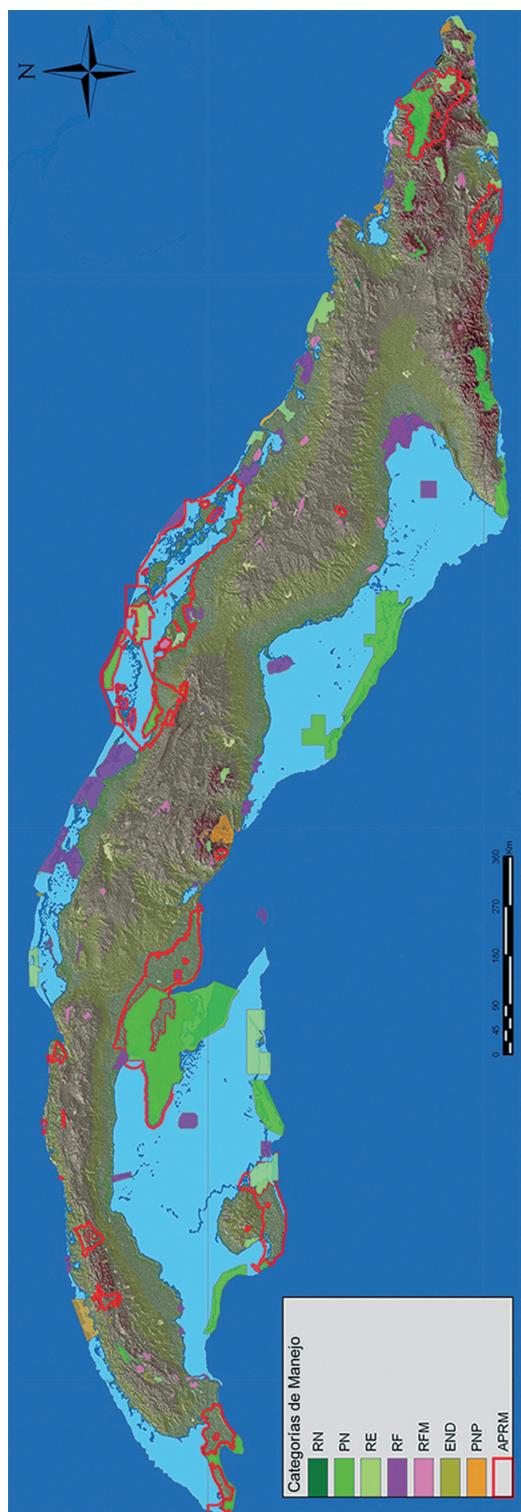 N
0 45 90 180 270 360
Km
Categorías de Manejo
RN
PN
RE
RF
RFM
END
PNP
APRM